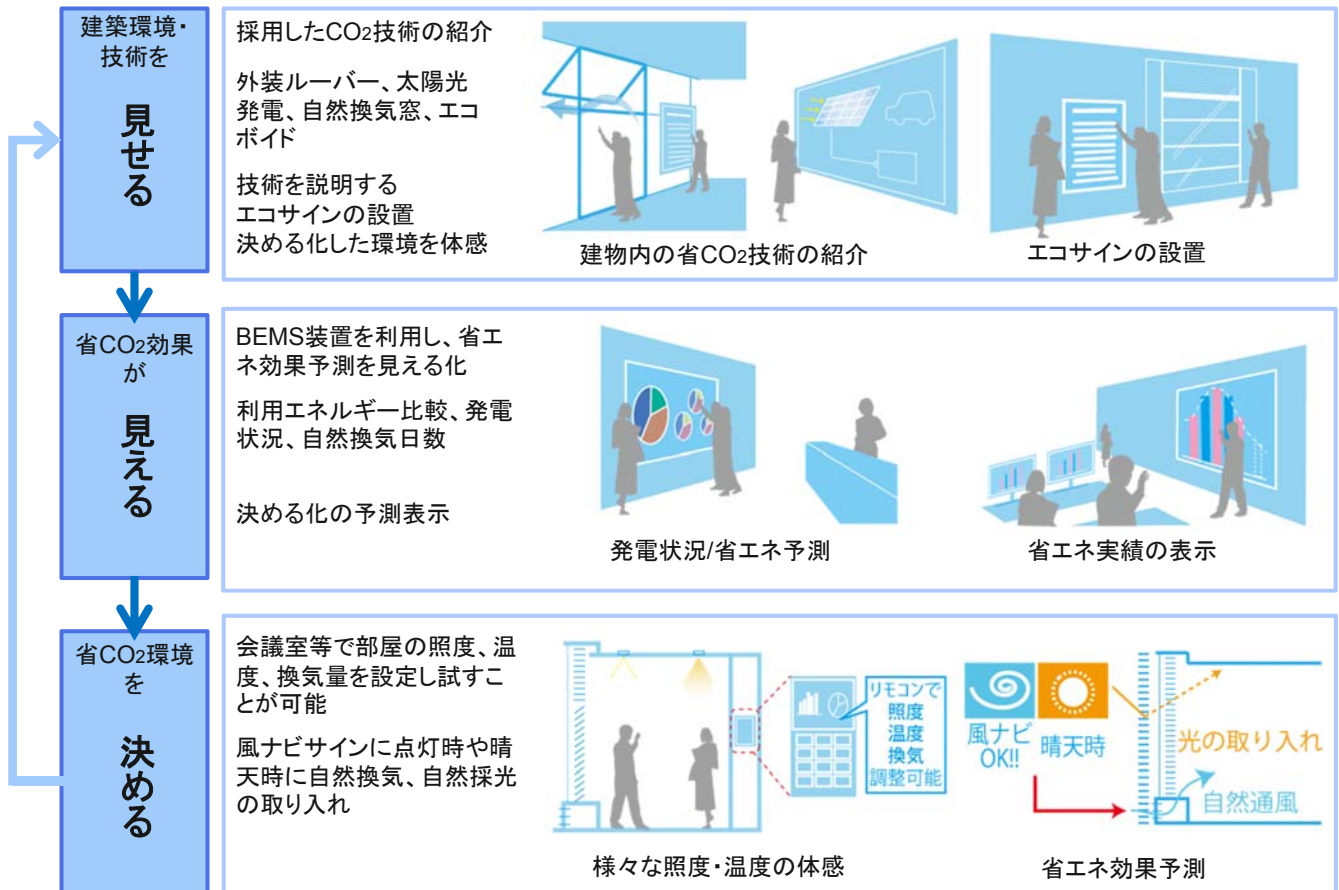 建築環境・
技術を
見せる
採用したCO2技術の紹介
外装ルーバー、太陽光
発電、自然換気窓、エコ
ボイド
技術を説明する
エコサインの設置
決める化した環境を体感
建物内の省CO2技術の紹介
エコサインの設置
省CO2効果
が
見える
BEMS装置を利用し、省エ
ネ効果予測を見える化
利用エネルギー比較、発電
状況、自然換気日数
決める化の予測表示
発電状況/省エネ予測
省エネ実績の表示
省CO2環境
を
決める
会議室等で部屋の照度、温
度、換気量を設定し試すこ
とが可能
風ナビサインに点灯時や晴
天時に自然換気、自然採光
の取り入れ
リモコンで
照度
温度
換気
調整可能
様々な照度・温度の体感
風ナビ
OK!!
晴天時
光の取り入れ
自然通風
省エネ効果予測